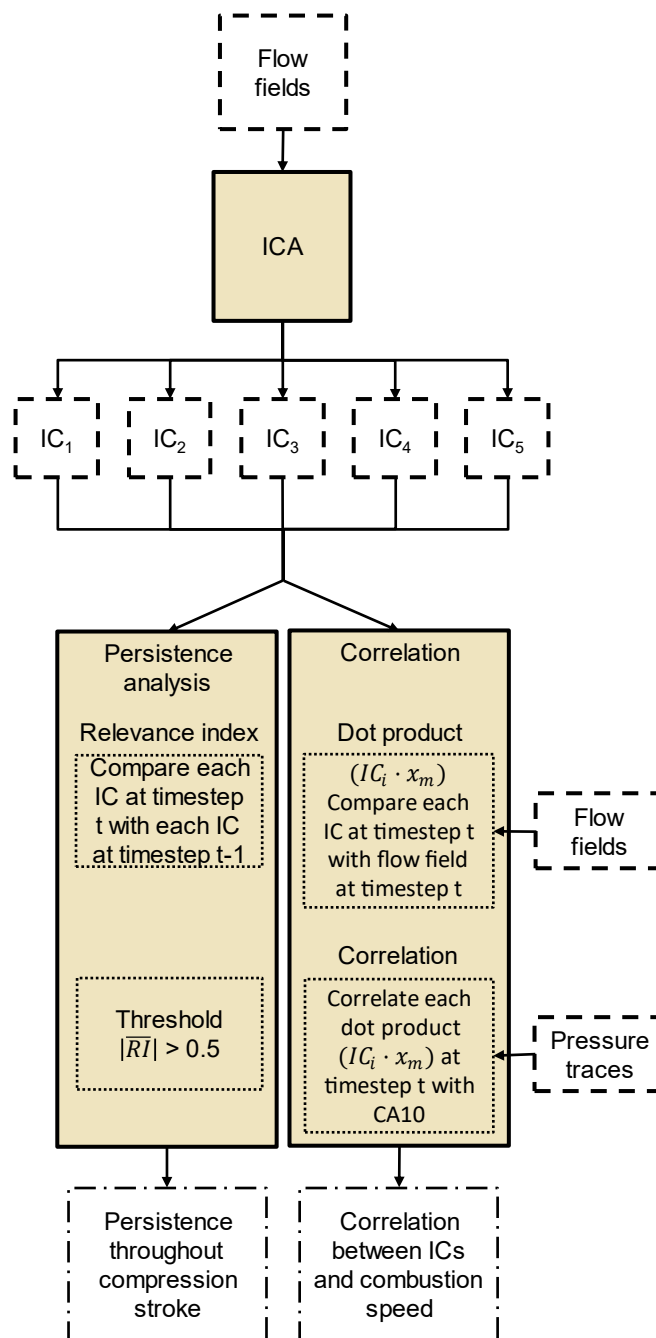 Flow
fields
ICA
IC₁
IC₂
IC₃
IC₄
IC₅
Persistence
analysis
Relevance index
Compare each
IC at timestep
t with each IC
at timestep t-1
Threshold
|R̅I̅| > 0.5
Correlation
Dot product
(ICᵢ · xₘ)
Compare each
IC at timestep t
with flow field
at timestep t
Correlation
Correlate each
dot product
(ICᵢ · xₘ) at
timestep t with
CA10
Flow
fields
Pressure
traces
Persistence
throughout
compression
stroke
Correlation
between ICs
and combustion
speed